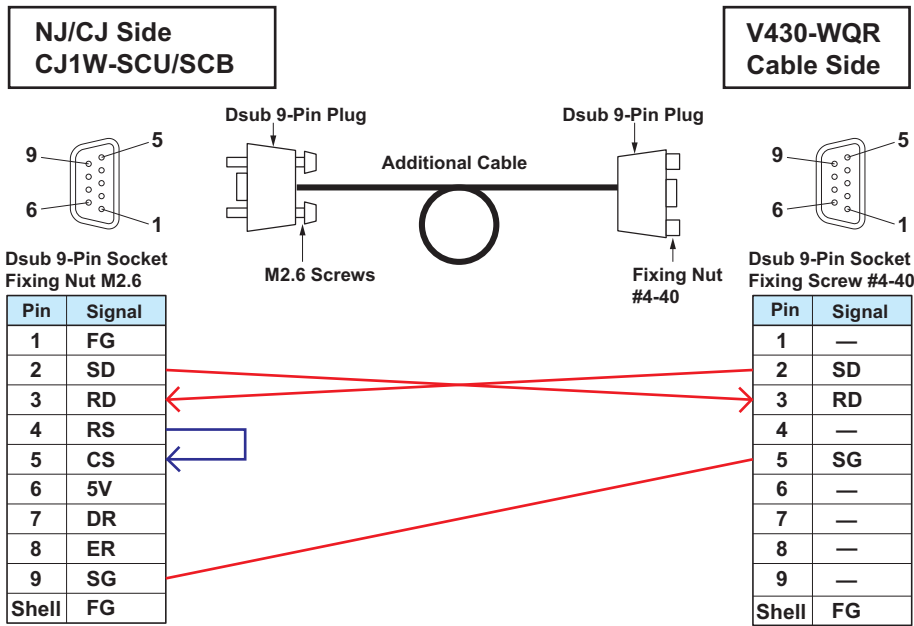 NJ/CJ Side
CJ1W-SCU/SCB
V430-WQR
Cable Side
Dsub 9-Pin Plug
Dsub 9-Pin Plug
Additional Cable
9
5
6
1
9
5
6
1
M2.6 Screws
Fixing Nut
#4-40
Dsub 9-Pin Socket
Fixing Nut M2.6
Dsub 9-Pin Socket
Fixing Screw #4-40
Pin Signal
1 FG
2 SD
3 RD
4 RS
5 CS
6 5V
7 DR
8 ER
9 SG
Shell FG
Pin Signal
1 —
2 SD
3 RD
4 —
5 SG
6 —
7 —
8 —
9 —
Shell FG